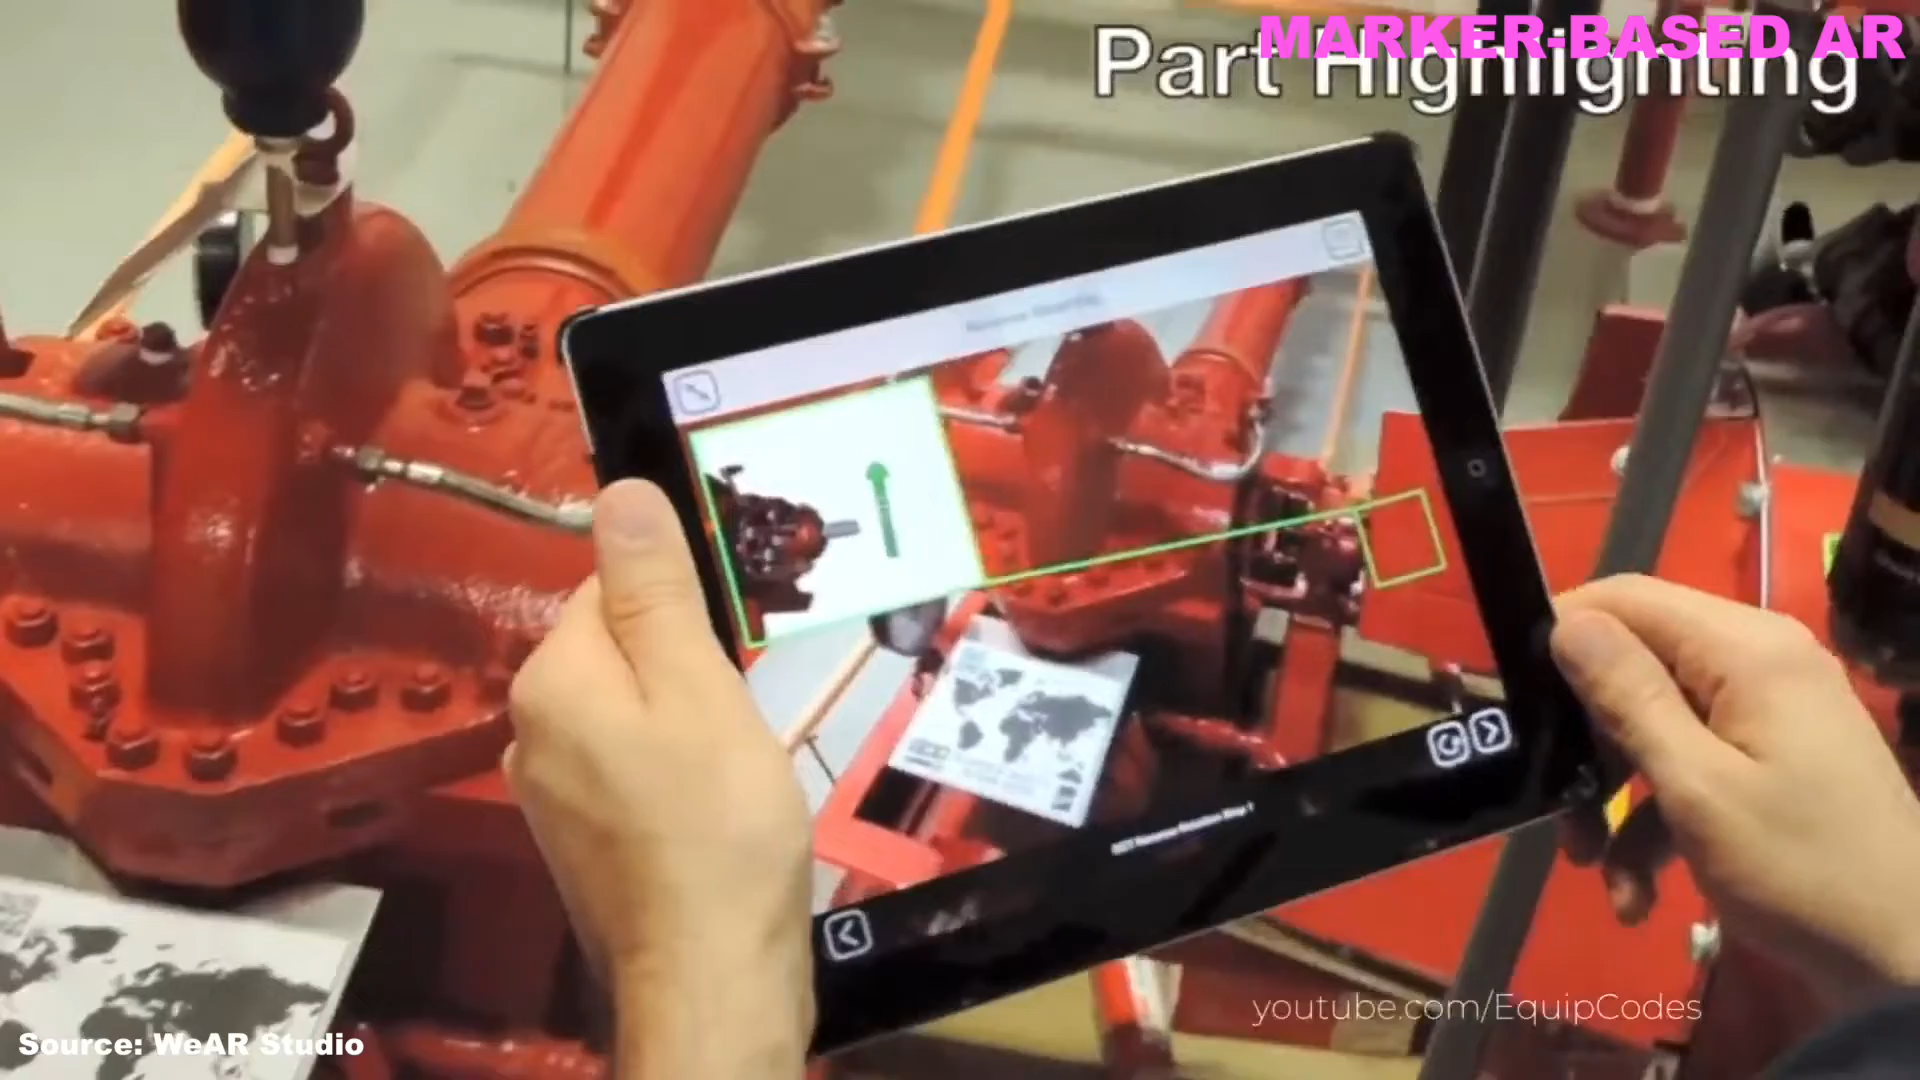 MARKER-BASED AR
Part Highlighting
youtube.com/EquipCodes
Source: WeAR Studio